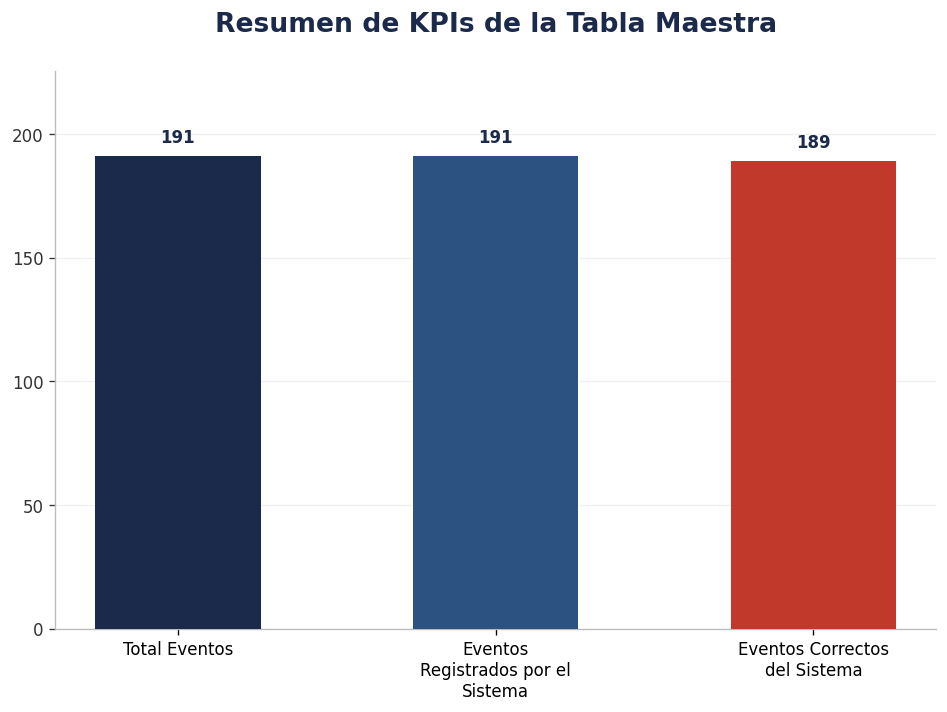 Resumen de KPIs de la Tabla Maestra
200
150
100
50
0
191
191
189
Total Eventos
Eventos
Registrados por el
Sistema
Eventos Correctos
del Sistema